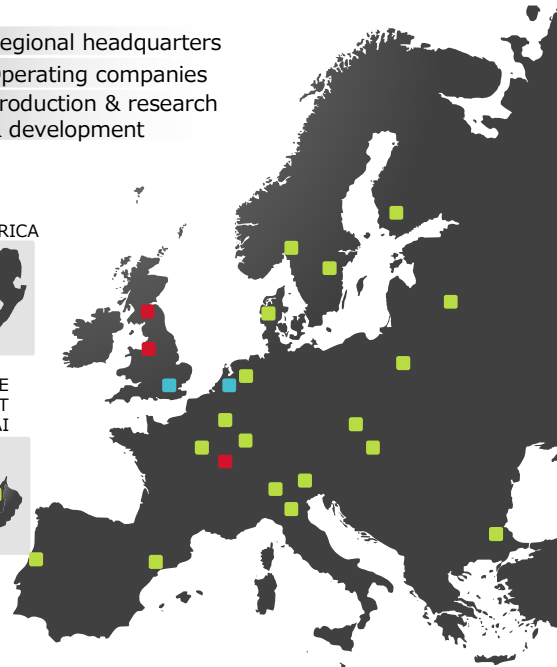 egional headquarters
perating companies
roduction & research
development
RICA
E
T
AI